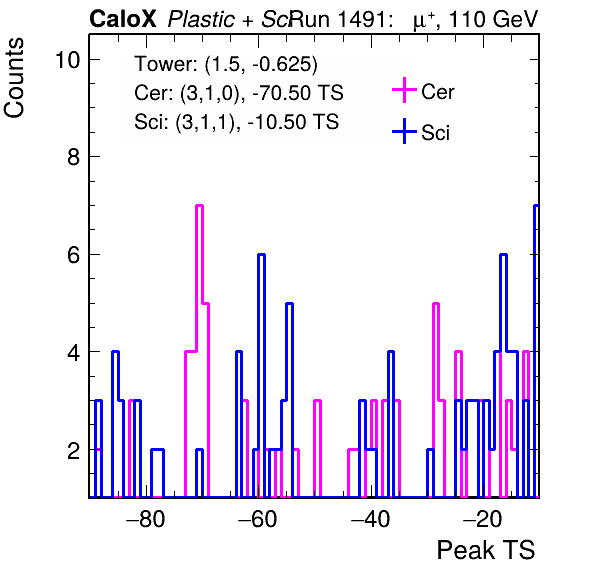 CaloX Plastic + Sci Run 1491: μ⁺, 110 GeV
Counts
Tower: (1.5, -0.625)
Cer: (3,1,0), -70.50 TS
Sci: (3,1,1), -10.50 TS
Cer
Sci
10
8
6
4
2
−80 −60 −40 −20
Peak TS